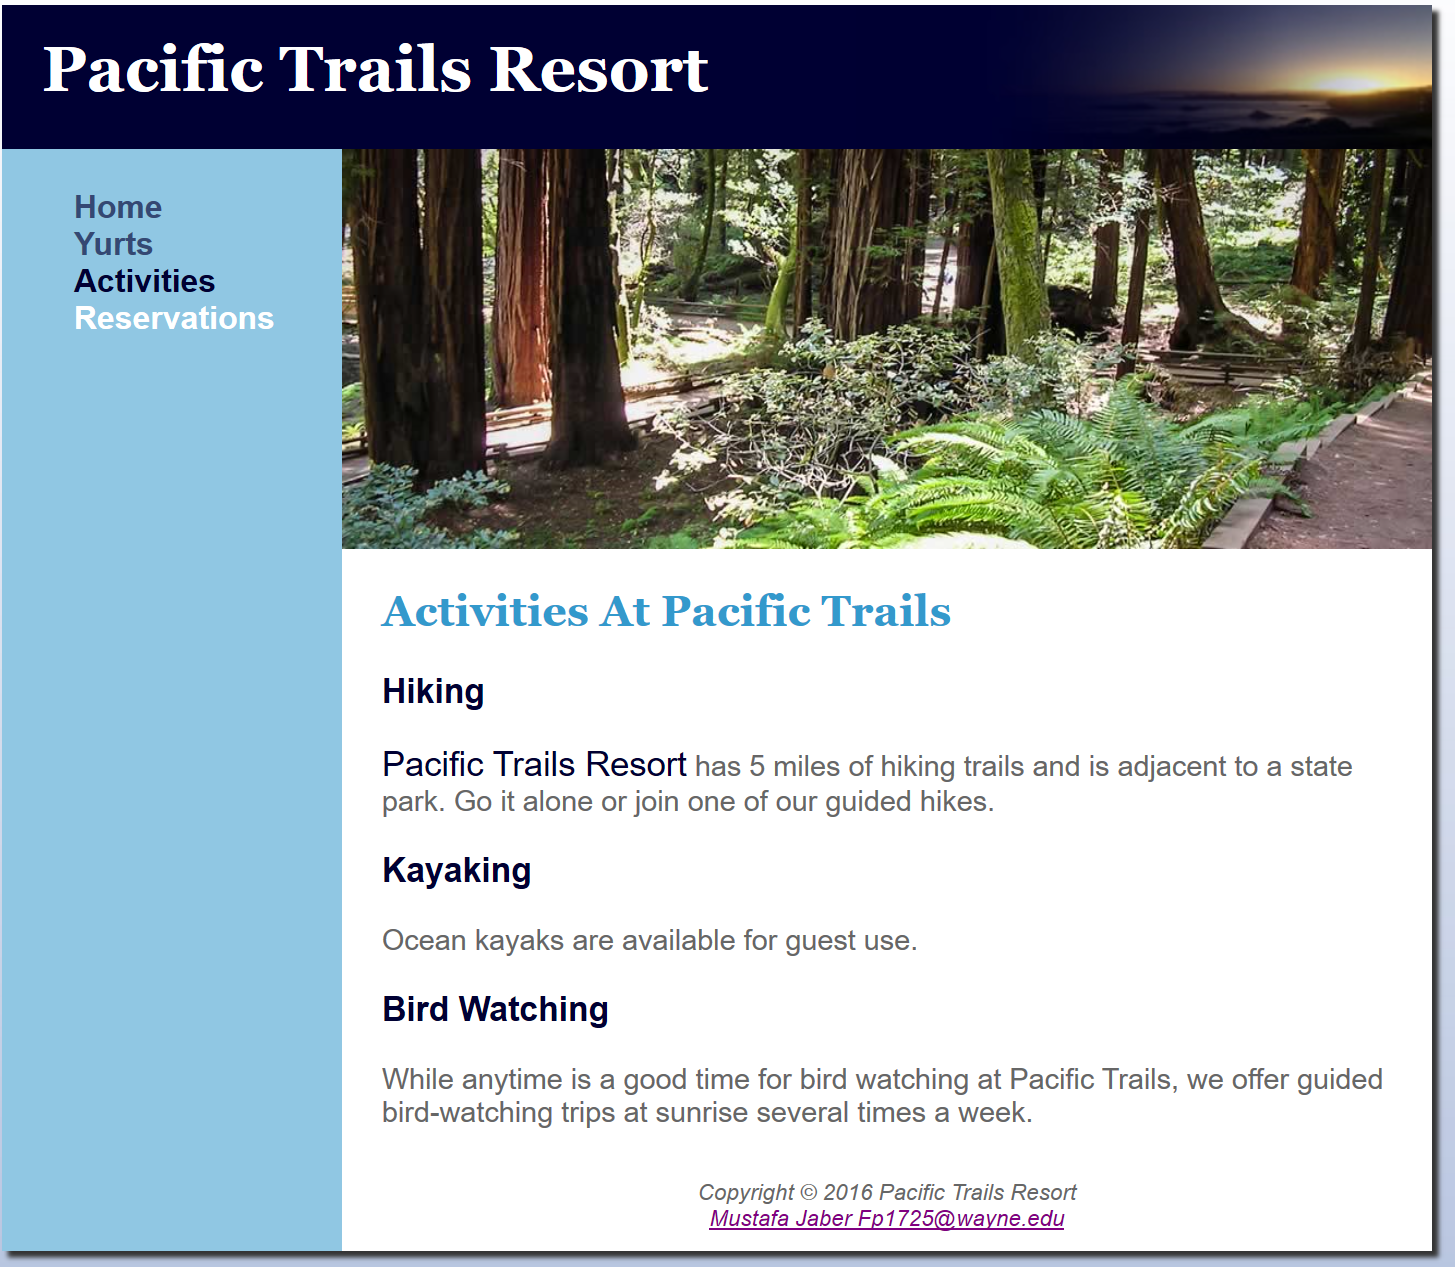 Pacific Trails Resort
Home
Yurts
Activities
Reservations
Activities At Pacific Trails
Hiking
Pacific Trails Resort has 5 miles of hiking trails and is adjacent to a state
park. Go it alone or join one of our guided hikes.
Kayaking
Ocean kayaks are available for guest use.
Bird Watching
While anytime is a good time for bird watching at Pacific Trails, we offer guided
bird-watching trips at sunrise several times a week.
Copyright © 2016 Pacific Trails Resort
Mustafa Jaber Fp1725@wayne.edu